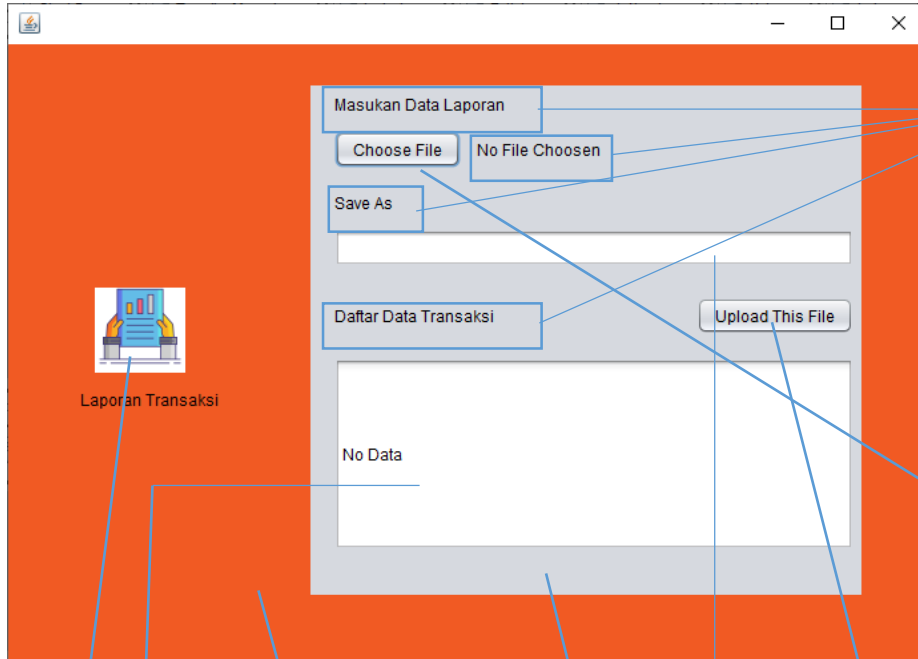 Masukan Data Laporan
Choose File
No File Choosen
Save As
Daftar Data Transaksi
Upload This File
Laporan Transaksi
No Data